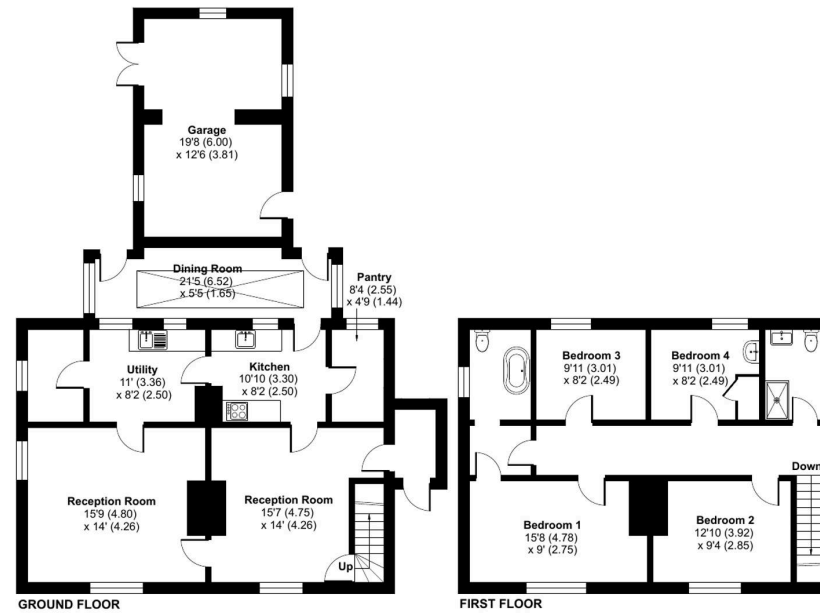 Garage
19'8 (6.00)
x 12'6 (3.81)
Dining Room
21'5 (6.52)
x 5'5 (1.65)
Pantry
8'4 (2.55)
x 4'9 (1.44)
Utility
11' (3.36)
x 8'2 (2.50)
Kitchen
10'10 (3.30)
x 8'2 (2.50)
Reception Room
15'9 (4.80)
x 14' (4.26)
Reception Room
15'7 (4.75)
x 14' (4.26)
Up
GROUND FLOOR
Bedroom 3
9'11 (3.01)
x 8'2 (2.49)
Bedroom 4
9'11 (3.01)
x 8'2 (2.49)
Down
Bedroom 1
15'8 (4.78)
x 9' (2.75)
Bedroom 2
12'10 (3.92)
x 9'4 (2.85)
FIRST FLOOR